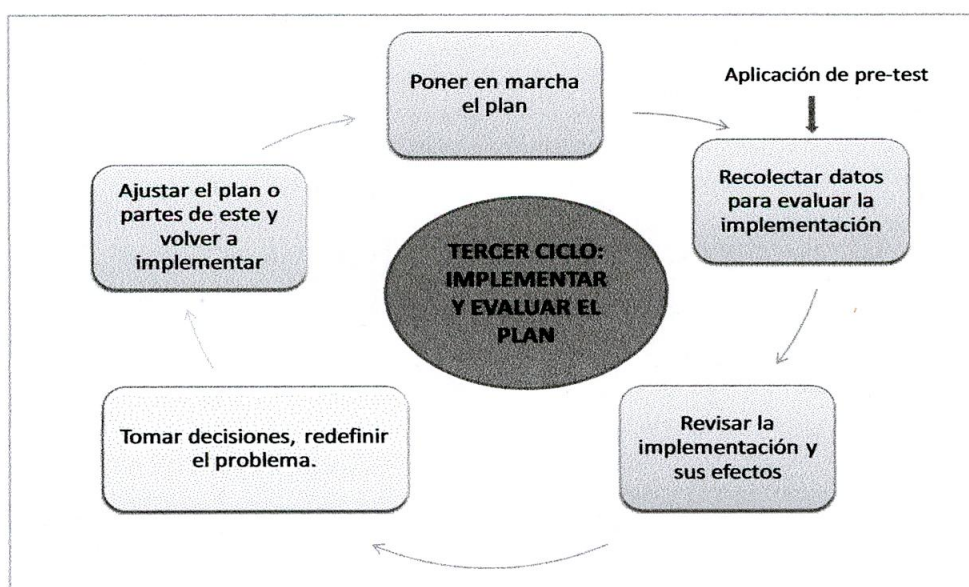 Poner en marcha
el plan
Aplicación de pre-test
Recolectar datos
para evaluar la
implementación
Revisar la
implementación y
sus efectos
Tomar decisiones, redefinir
el problema.
Ajustar el plan o
partes de este y
volver a
implementar
TERCER CICLO:
IMPLEMENTAR
Y EVALUAR EL
PLAN